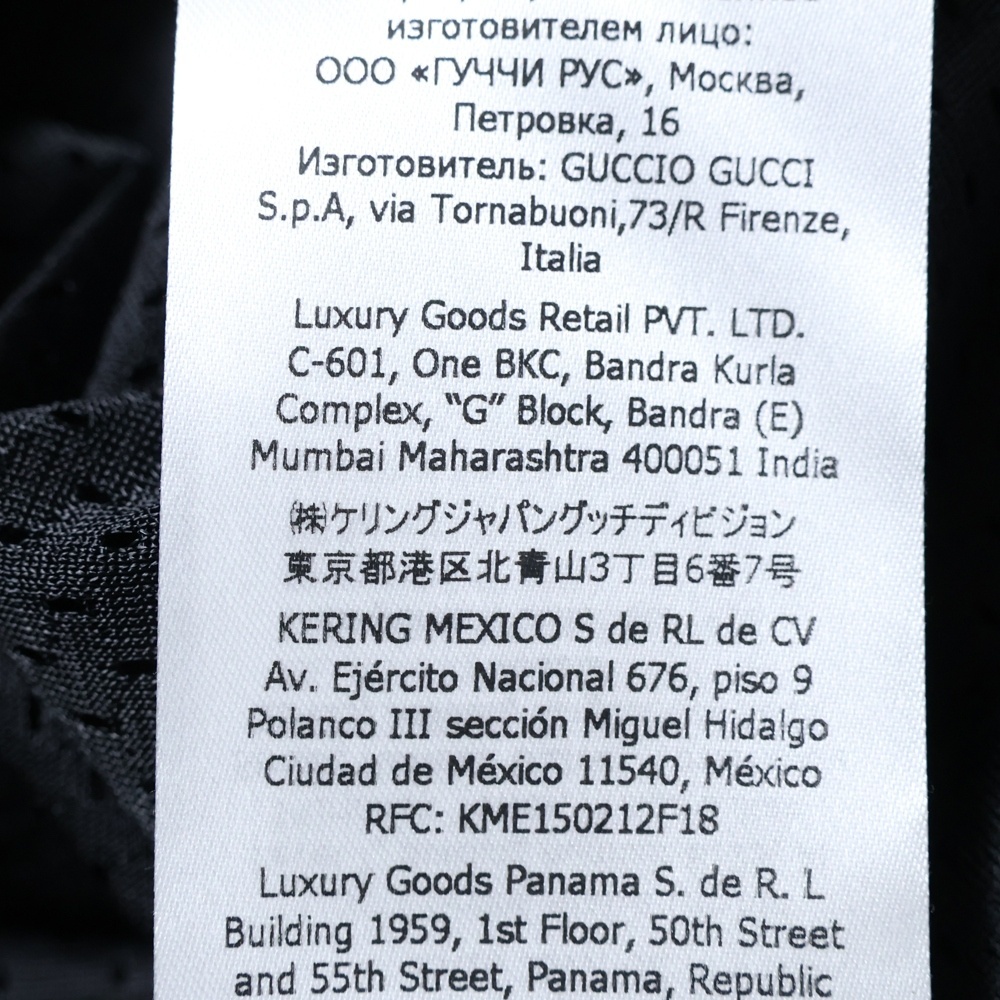 изготовителем лицо:
ООО «ГУЧЧИ РУС», Москва,
Петровка, 16
Изготовитель: GUCCIO GUCCI
S.p.A, via Tornabuoni,73/R Firenze,
Italia
Luxury Goods Retail PVT. LTD.
C-601, One BKC, Bandra Kurla
Complex, “G” Block, Bandra (E)
Mumbai Maharashtra 400051 India
㈱ケリングジャパングッチディビジョン
東京都港区北青山3丁目6番7号
KERING MEXICO S de RL de CV
Av. Ejército Nacional 676, piso 9
Polanco III sección Miguel Hidalgo
Ciudad de México 11540, México
RFC: KME150212F18
Luxury Goods Panama S. de R. L
Building 1959, 1st Floor, 50th Street
and 55th Street, Panama, Republic